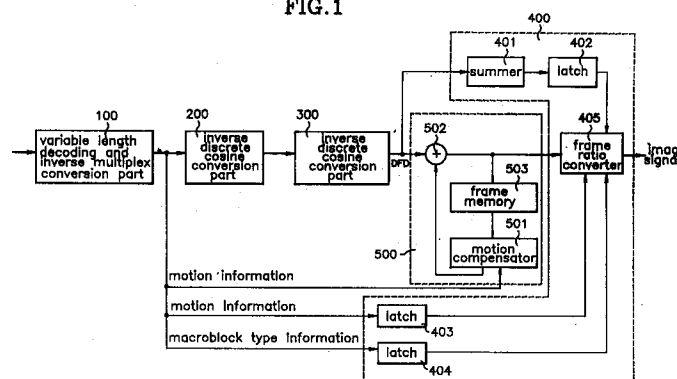 FIG.1
400
401
402
summer
latch
100
200
300
variable length
decoding and
inverse multiplex
conversion part
inverse
discrete
cosine
conversion
part
inverse
discrete
cosine
conversion
part
DFD
502
+
503
frame
memory
501
motion
compensator
500
405
frame
ratio
converter
imag
signa
motion information
motion Information
latch
403
macroblock type information
latch
404